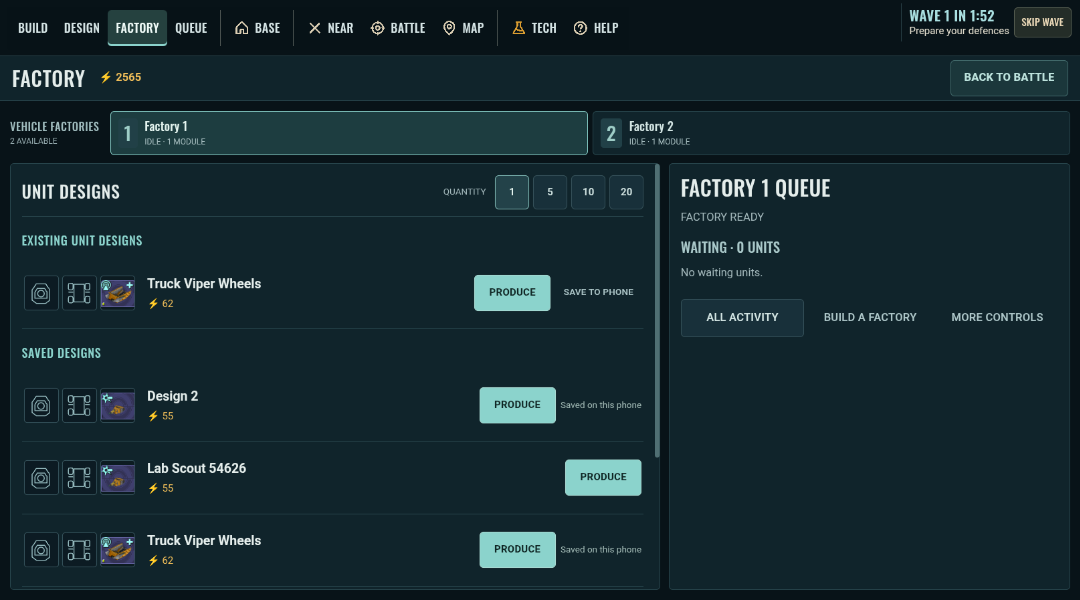 BUILD DESIGN FACTORY QUEUE BASE NEAR BATTLE MAP TECH HELP
WAVE 1 IN 1:52
Prepare your defences
SKIP WAVE
FACTORY
2565
BACK TO BATTLE
VEHICLE FACTORIES
2 AVAILABLE
1
Factory 1
IDLE · 1 MODULE
2
Factory 2
IDLE · 1 MODULE
UNIT DESIGNS
QUANTITY 1 5 10 20
EXISTING UNIT DESIGNS
Truck Viper Wheels
62
PRODUCE SAVE TO PHONE
SAVED DESIGNS
Design 2
55
PRODUCE Saved on this phone
Lab Scout 54626
55
PRODUCE
Truck Viper Wheels
62
PRODUCE Saved on this phone
FACTORY 1 QUEUE
FACTORY READY
WAITING · 0 UNITS
No waiting units.
ALL ACTIVITY BUILD A FACTORY MORE CONTROLS